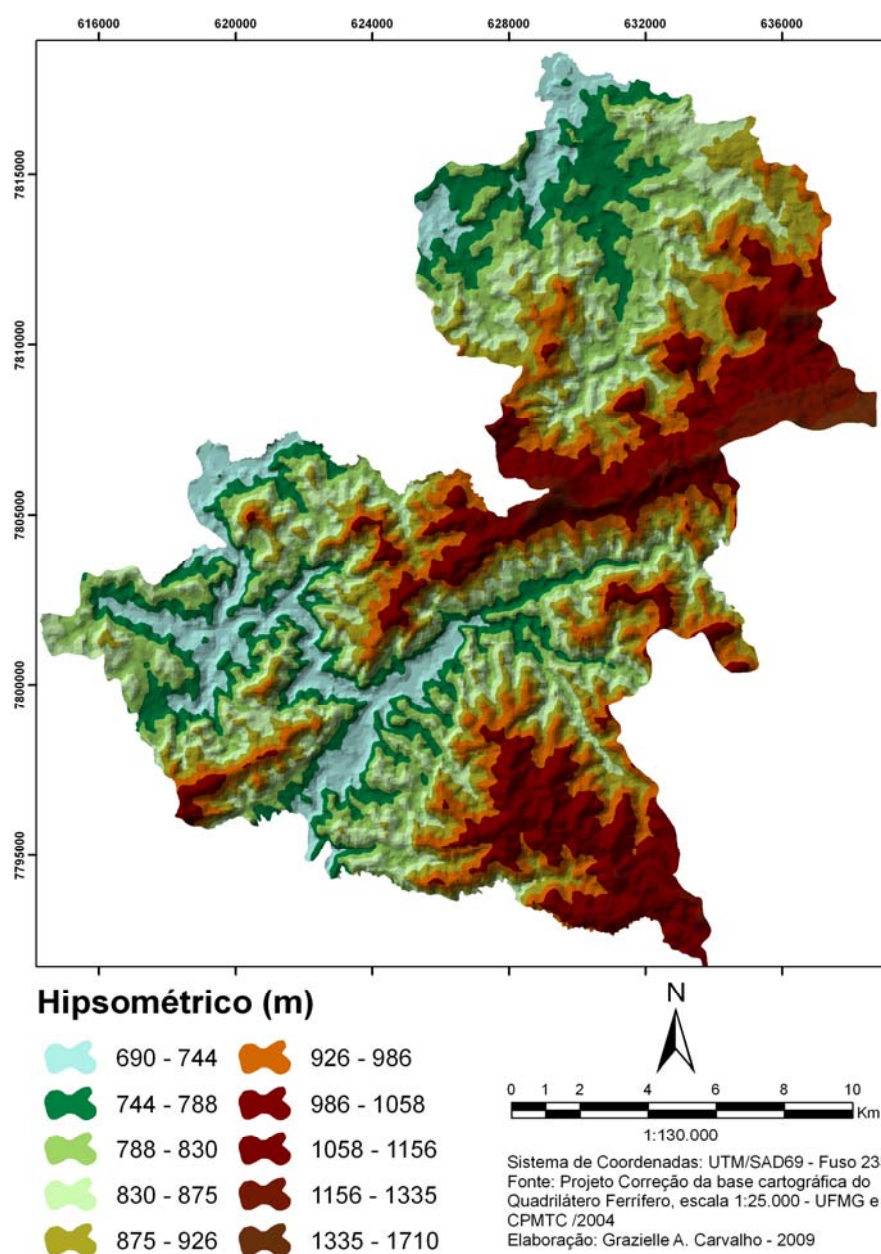 616000 620000 624000 628000 632000 636000
7815000
7810000
7805000
7800000
7795000
Hipsométrico (m)
690 - 744
744 - 788
788 - 830
830 - 875
875 - 926
926 - 986
986 - 1058
1058 - 1156
1156 - 1335
1335 - 1710
N
0 1 2 4 6 8 10
Km
1:130.000
Sistema de Coordenadas: UTM/SAD69 - Fuso 23
Fonte: Projeto Correção da base cartográfica do
Quadrilátero Ferrífero, escala 1:25.000 - UFMG e
CPMTC /2004
Elaboração: Grazielle A. Carvalho - 2009